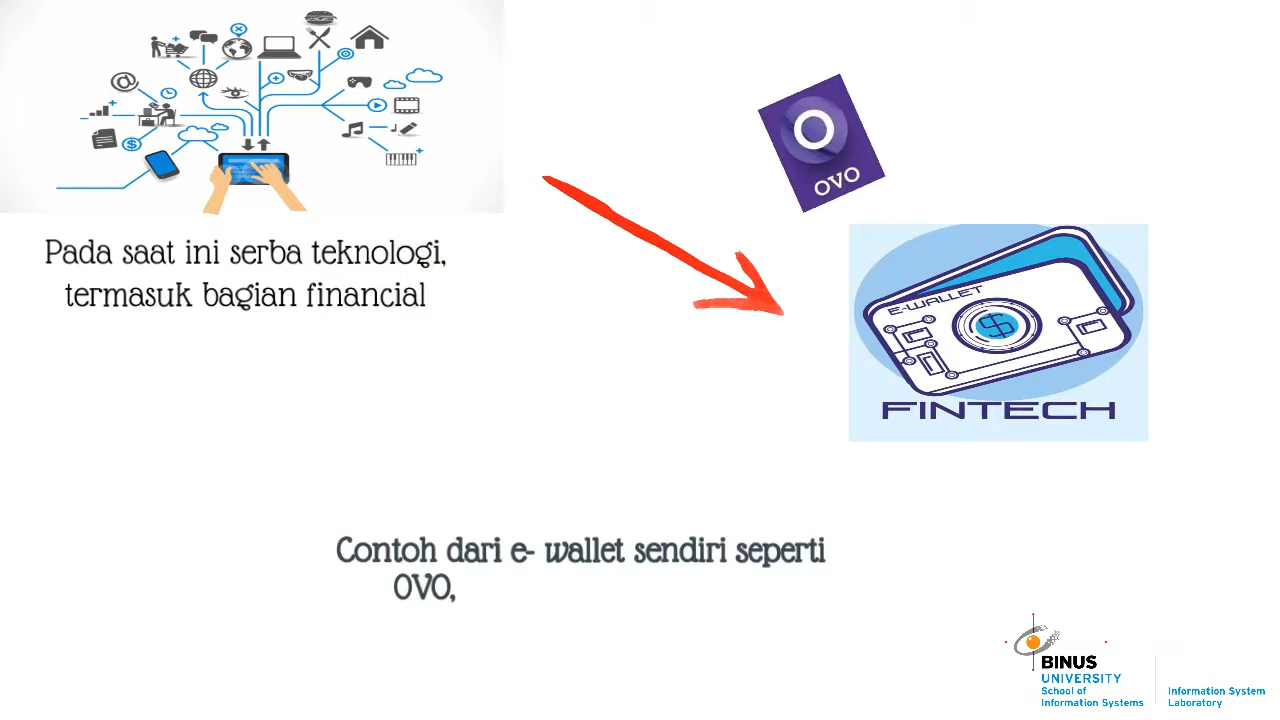 Pada saat ini serba teknologi,
termasuk bagian financial
OVO
E-WALLET
FINTECH
Contoh dari e- wallet sendiri seperti
OVO,
BINUS
UNIVERSITY
School of
Information Systems
Information System
Laboratory